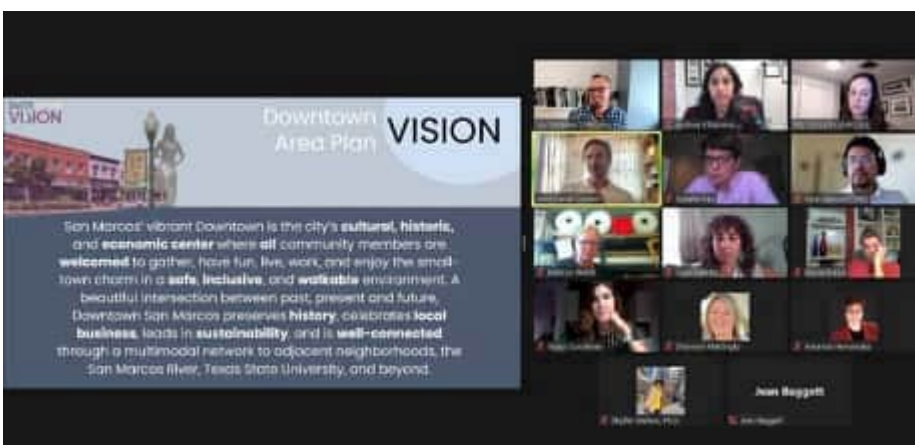 VISION
Downtown
Area Plan
VISION
San Marcos' vibrant Downtown is the city's cultural, historic,
and economic center where all community members are
welcomed to gather, have fun, live, work, and enjoy the small-
town charm in a safe, inclusive, and walkable environment. A
beautiful intersection between past, present and future,
Downtown San Marcos preserves history, celebrates local
business, leads in sustainability, and is well-connected
through a multimodal network to adjacent neighborhoods, the
San Marcos River, Texas State University, and beyond.
Jean Baggett